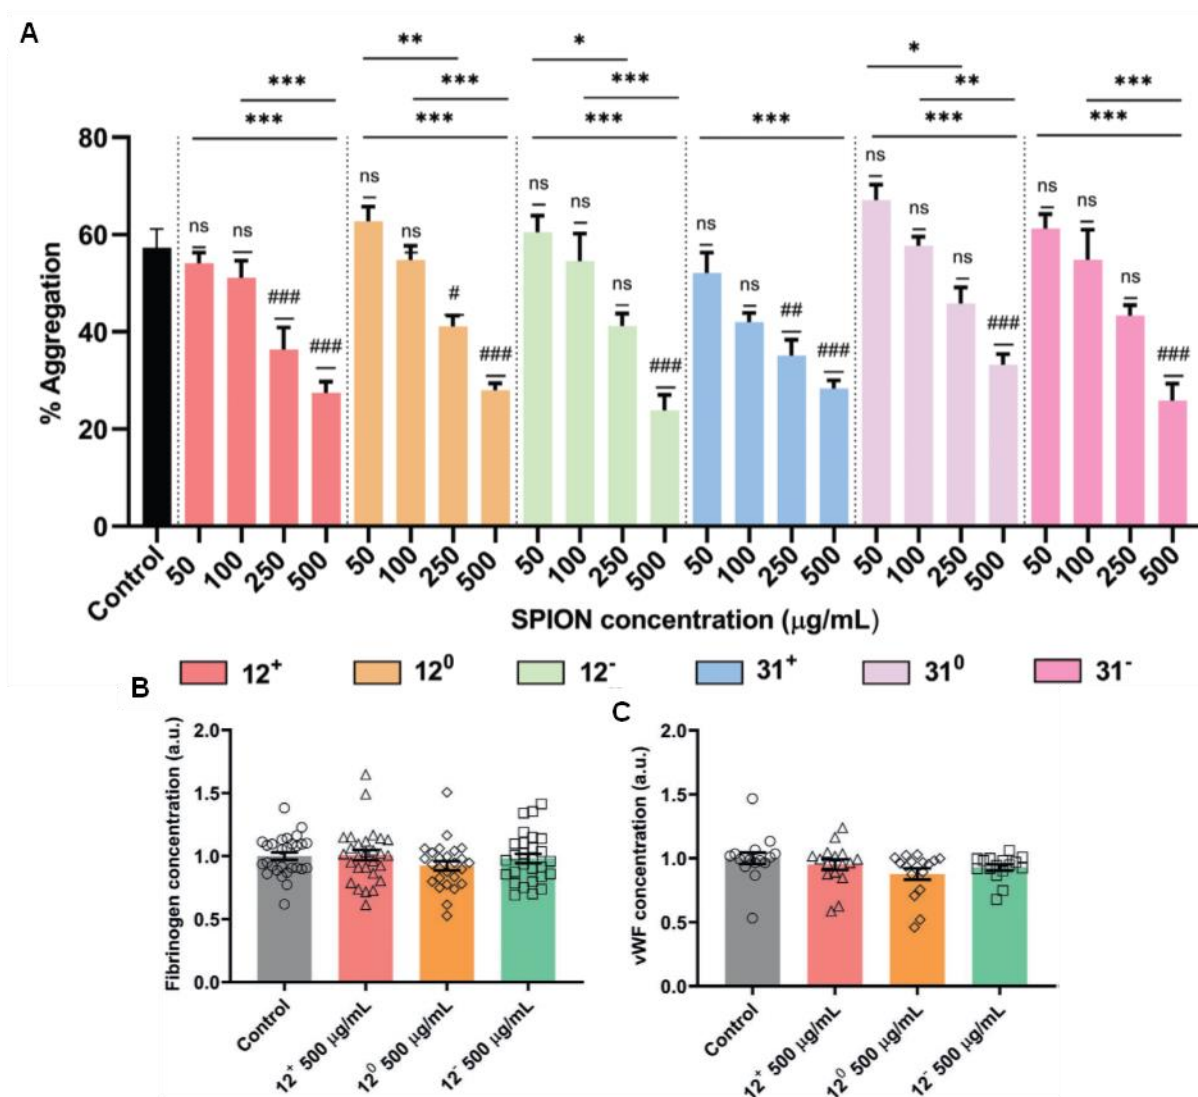 A
** * *
*** *** *** ** ***
*** *** *** *** *** ***
% Aggregation
80
60
40
20
0
ns ns ### ###
ns ns # ###
ns ns ns ###
ns ns ## ###
ns ns ns ###
ns ns ns ###
Control 50 100 250 500 50 100 250 500 50 100 250 500 50 100 250 500 50 100 250 500 50 100 250 500
SPION concentration (μg/mL)
12⁺ 12⁰ 12⁻ 31⁺ 31⁰ 31⁻
B
Fibrinogen concentration (a.u.)
2.0
1.5
1.0
0.5
0.0
Control 12⁺ 500 μg/mL 12⁰ 500 μg/mL 12⁻ 500 μg/mL
C
vWF concentration (a.u.)
2.0
1.5
1.0
0.5
0.0
Control 12⁺ 500 μg/mL 12⁰ 500 μg/mL 12⁻ 500 μg/mL